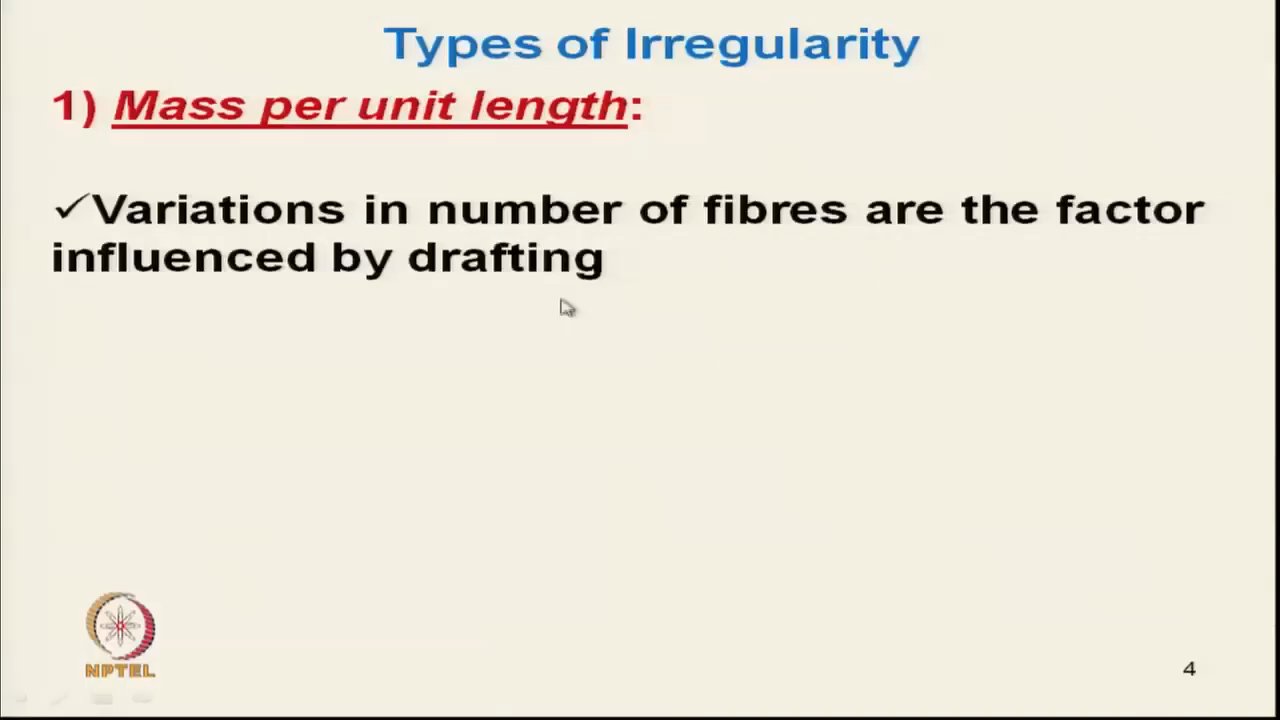 Types of Irregularity
1) Mass per unit length:
✓Variations in number of fibres are the factor
influenced by drafting
NPTEL
4